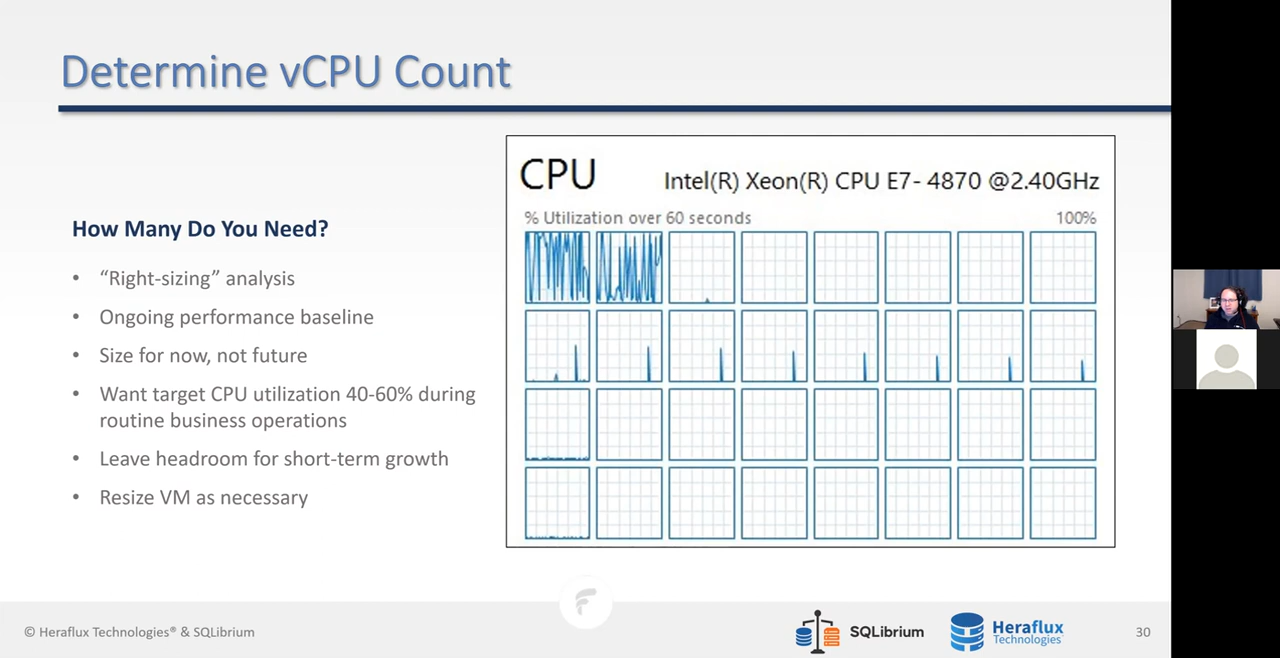 Determine vCPU Count
How Many Do You Need?
• “Right-sizing” analysis
• Ongoing performance baseline
• Size for now, not future
• Want target CPU utilization 40-60% during
routine business operations
• Leave headroom for short-term growth
• Resize VM as necessary
CPU
Intel(R) Xeon(R) CPU E7- 4870 @2.40GHz
% Utilization over 60 seconds
100%
© Heraflux Technologies® & SQLibrium
SQLibrium
Heraflux
Technologies
30